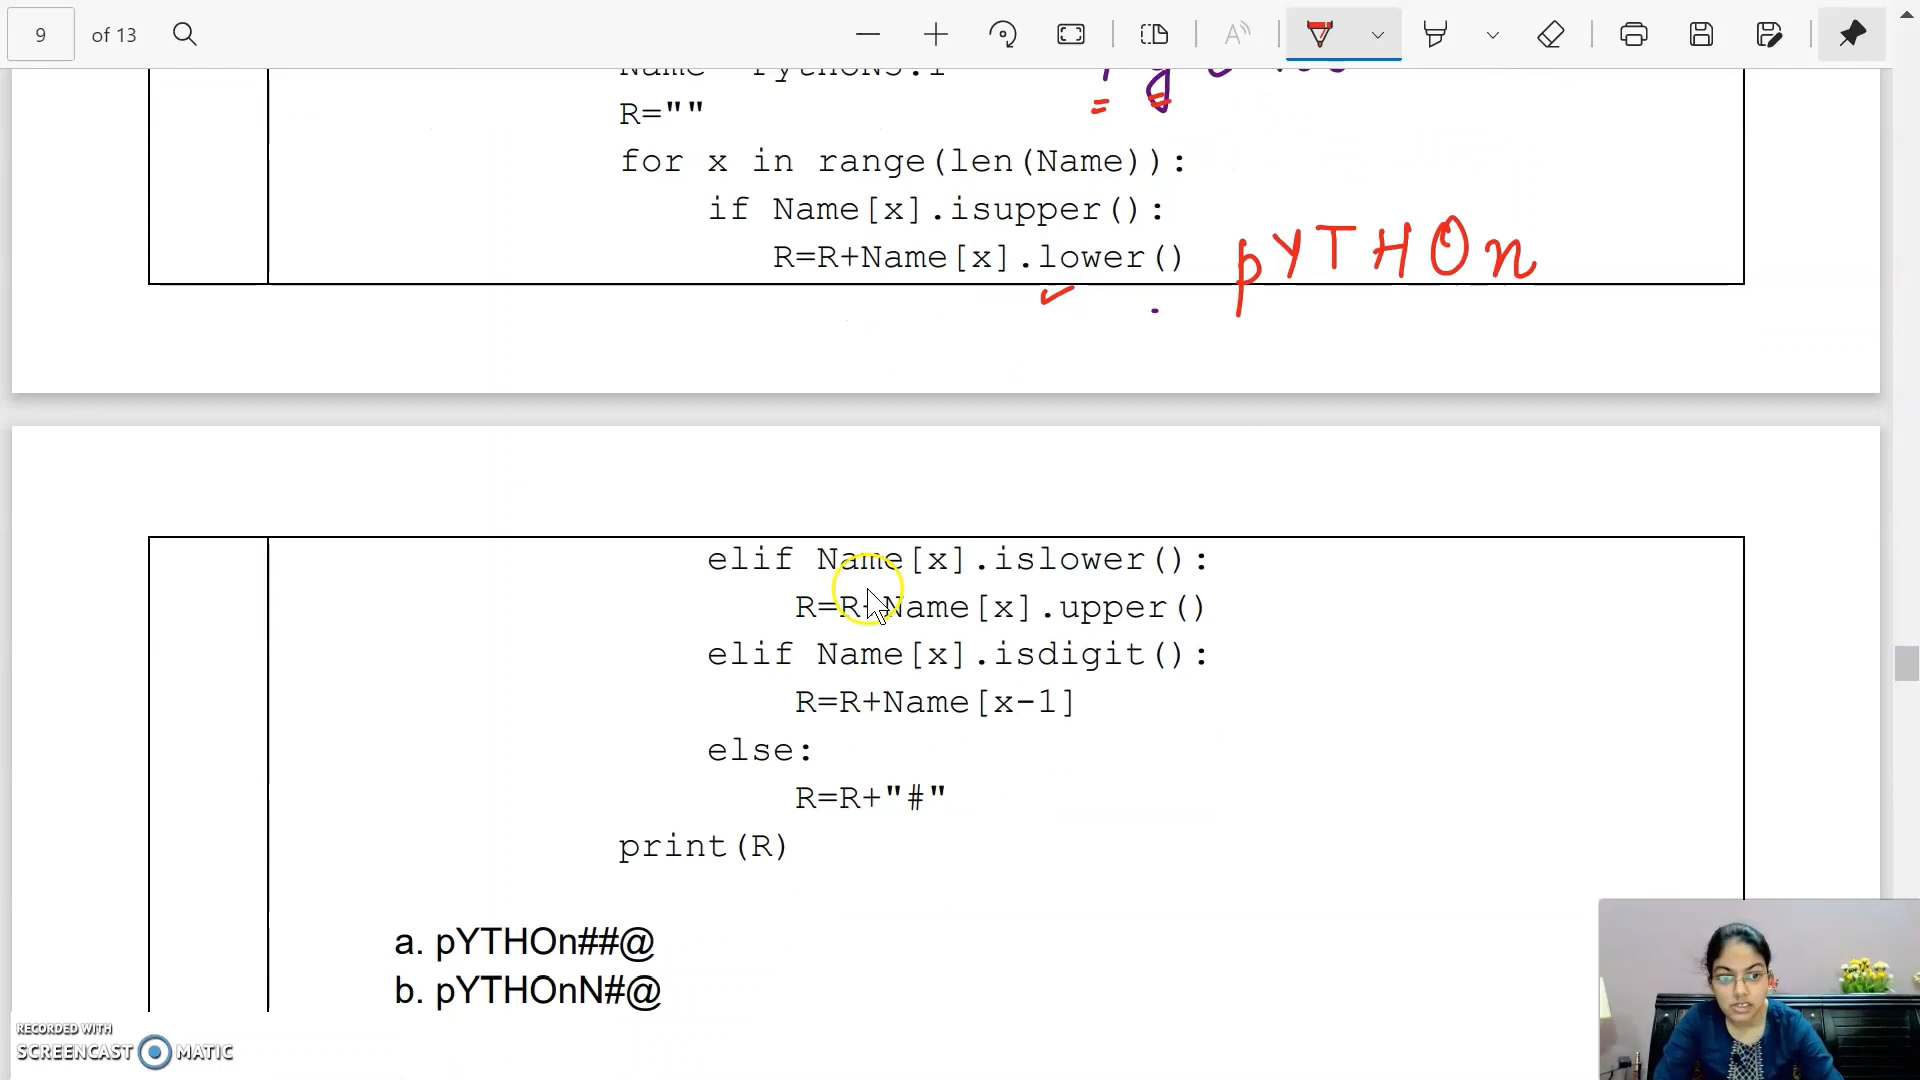 9 of 13
R=""
for x in range(len(Name)):
if Name[x].isupper():
R=R+Name[x].lower() pYTHOn
elif Name[x].islower():
R=R+Name[x].upper()
elif Name[x].isdigit():
R=R+Name[x-1]
else:
R=R+"#"
print(R)
a. pYTHOn##@
b. pYTHOnN#@
RECORDED WITH
SCREENCAST MATIC